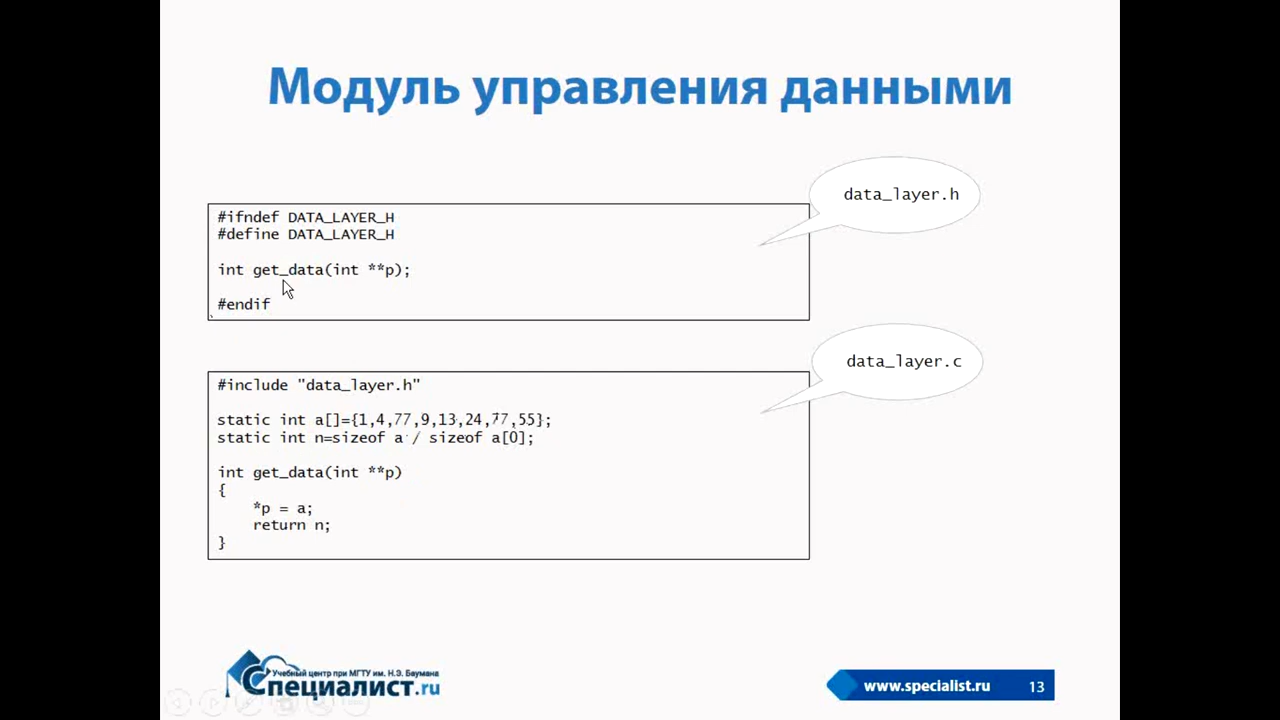 Модуль управления данными
data_layer.h
#ifndef DATA_LAYER_H
#define DATA_LAYER_H
int get_data(int **p);
#endif
data_layer.c
#include "data_layer.h"
static int a[]={1,4,77,9,13,24,77,55};
static int n=sizeof a / sizeof a[0];
int get_data(int **p)
{
*p = a;
return n;
}
Учебный центр при МГТУ им. Н.Э. Баумана
Специалист.ru
www.specialist.ru
13